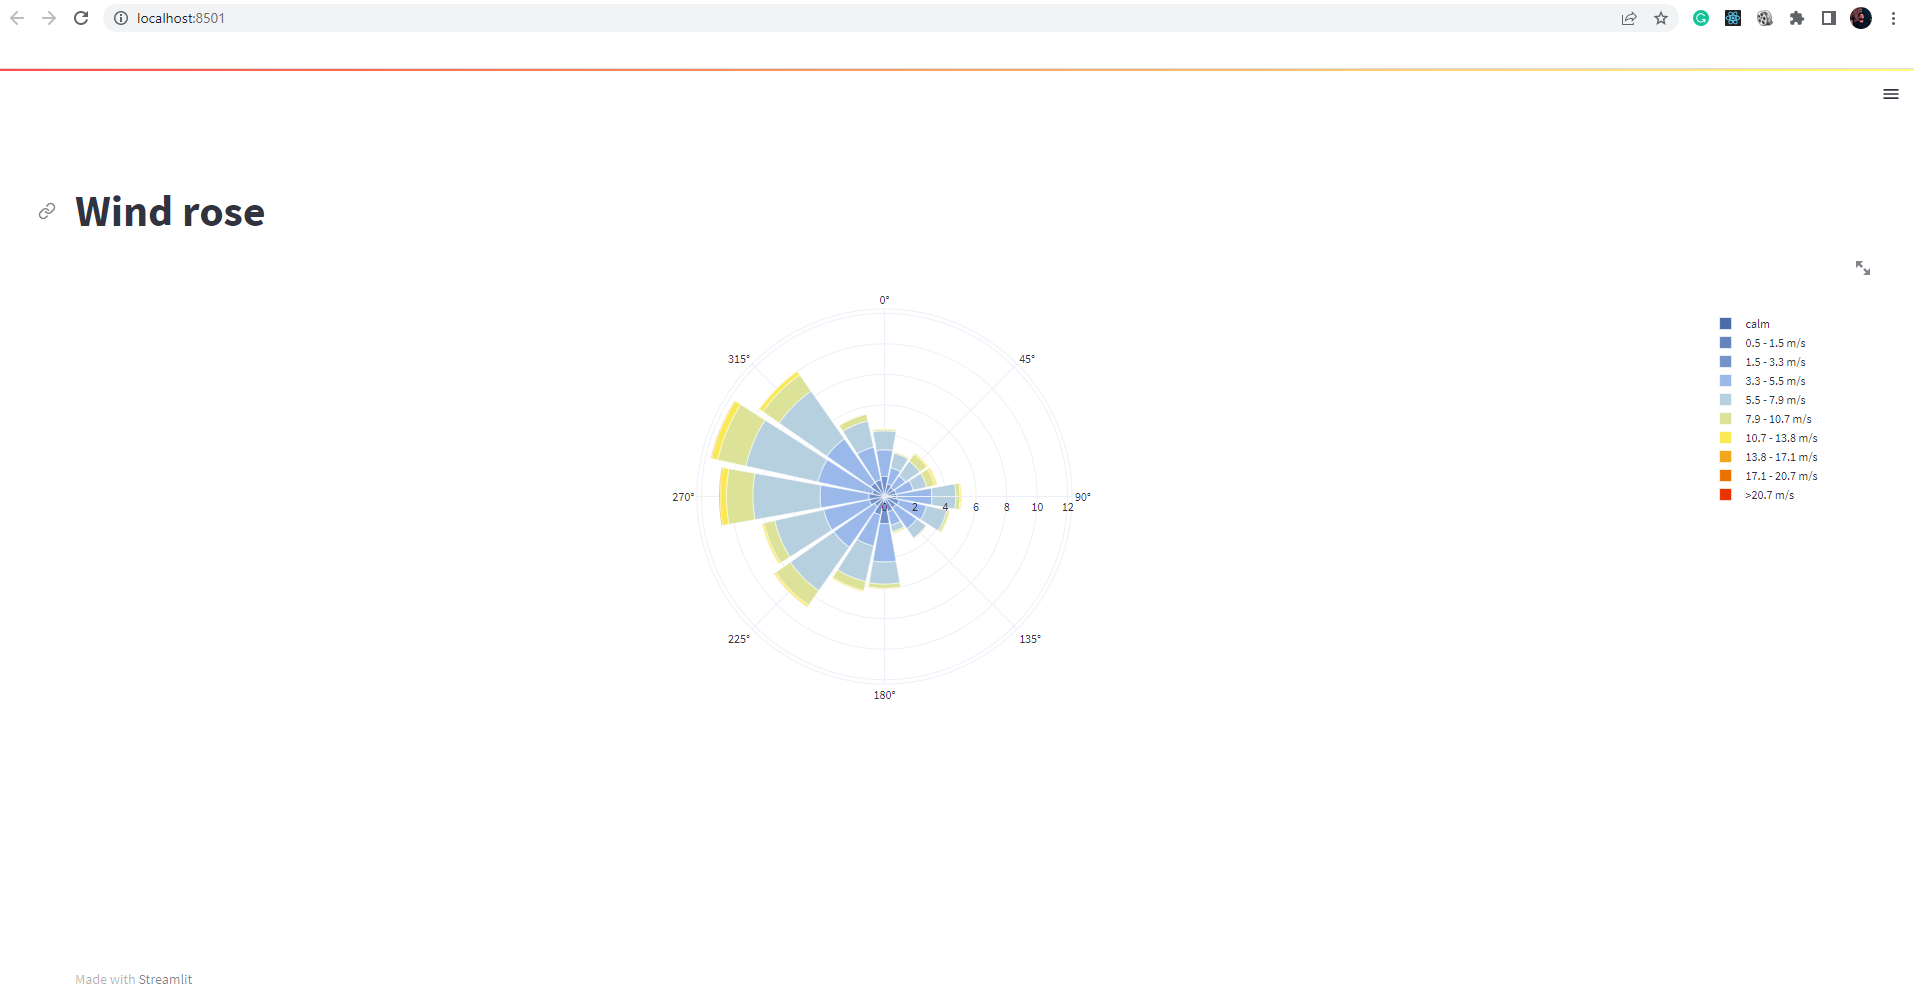 localhost:8501
Wind rose
0°
315°
45°
270°
90°
0 2 4 6 8 10 12
225°
135°
180°
calm
0.5 - 1.5 m/s
1.5 - 3.3 m/s
3.3 - 5.5 m/s
5.5 - 7.9 m/s
7.9 - 10.7 m/s
10.7 - 13.8 m/s
13.8 - 17.1 m/s
17.1 - 20.7 m/s
>20.7 m/s
Made with Streamlit